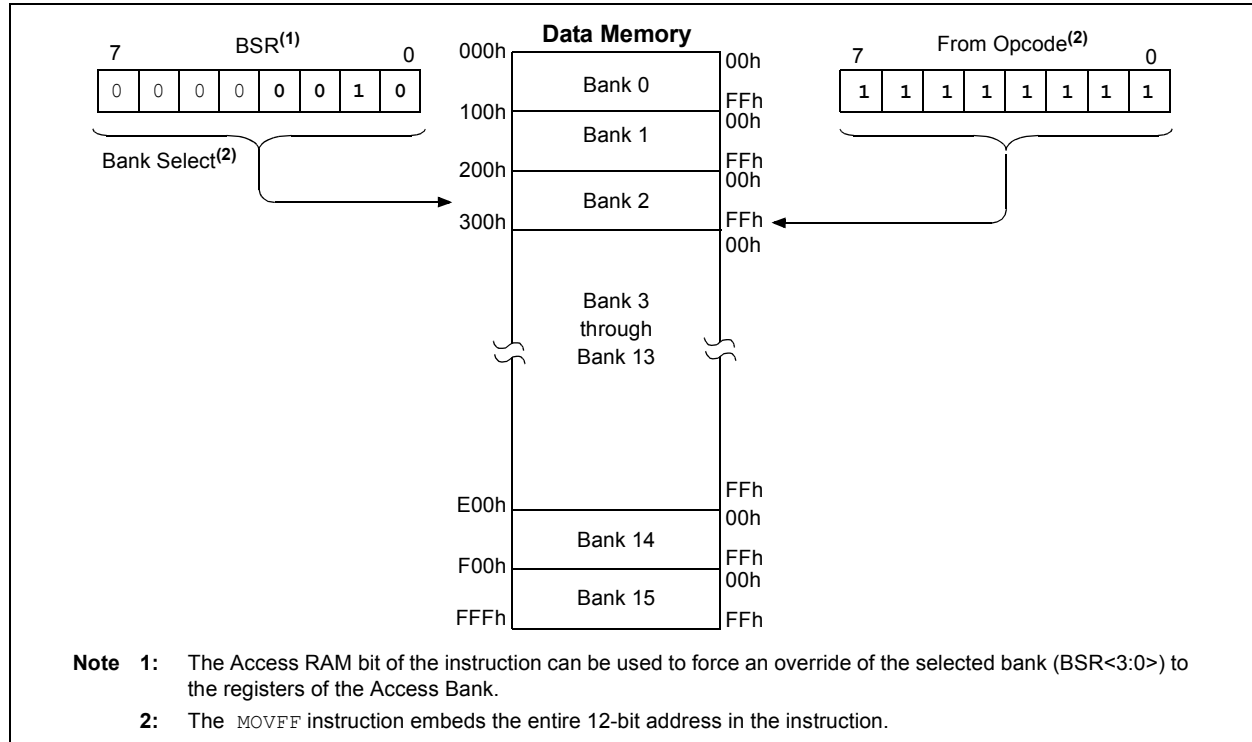 Data Memory
BSR(1)
7 0
0 0 0 0 0 0 1 0
Bank Select(2)
From Opcode(2)
7 0
1 1 1 1 1 1 1 1
000h
00h
Bank 0
FFh
100h
00h
Bank 1
FFh
200h
00h
Bank 2
FFh
300h
00h
Bank 3
through
Bank 13
FFh
E00h
00h
Bank 14
FFh
F00h
00h
Bank 15
FFFh
FFh
Note 1: The Access RAM bit of the instruction can be used to force an override of the selected bank (BSR<3:0>) to
the registers of the Access Bank.
2: The MOVFF instruction embeds the entire 12-bit address in the instruction.